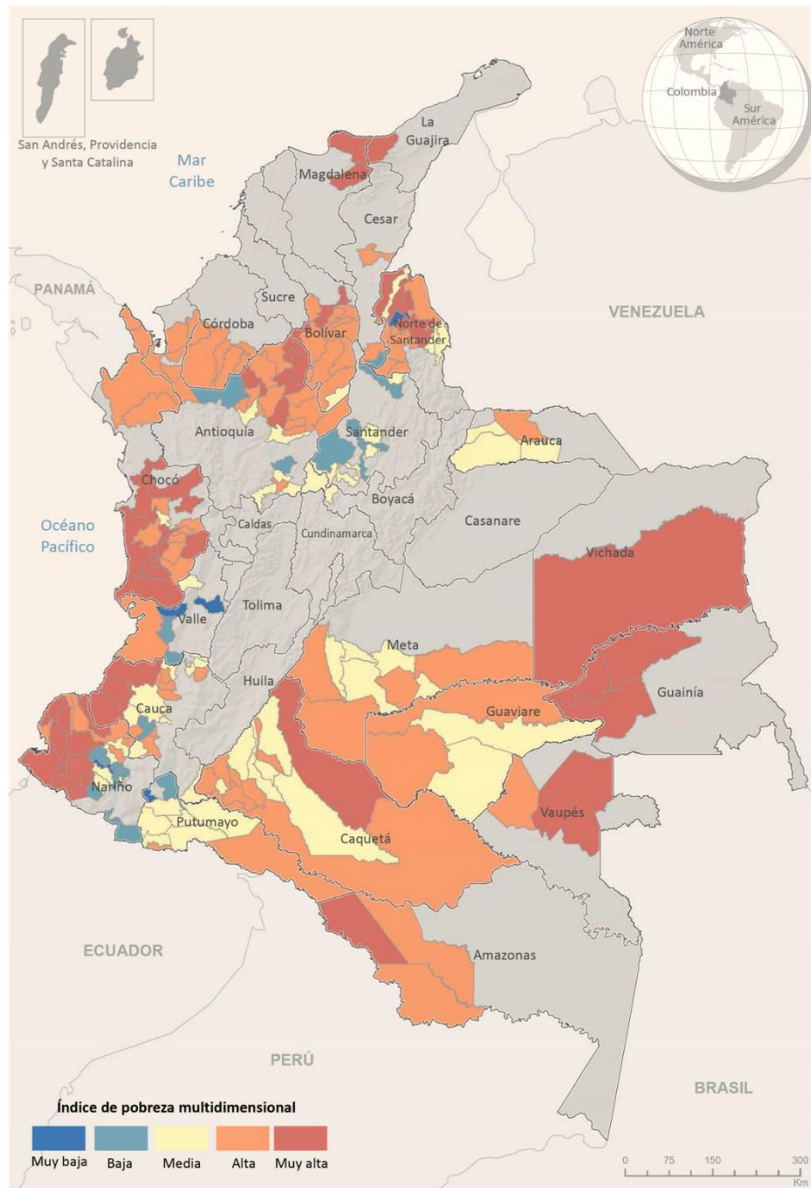 Norte
América
Colombia
Sur
América
San Andrés, Providencia
y Santa Catalina
Mar
Caribe
La
Guajira
Magdalena
Cesar
PANAMÁ
Sucre
VENEZUELA
Córdoba
Bolívar
Norte de
Santander
Antioquía
Santander
Arauca
Chocó
Boyacá
Océano
Pacífico
Caldas
Cundinamarca
Casanare
Vichada
Valle
Tolima
Meta
Huila
Guainía
Cauca
Guaviare
Nariño
Vaupés
Putumayo
Caquetá
ECUADOR
Amazonas
PERÚ
BRASIL
Índice de pobreza multidimensional
Muy baja Baja Media Alta Muy alta
0 75 150 300
Km